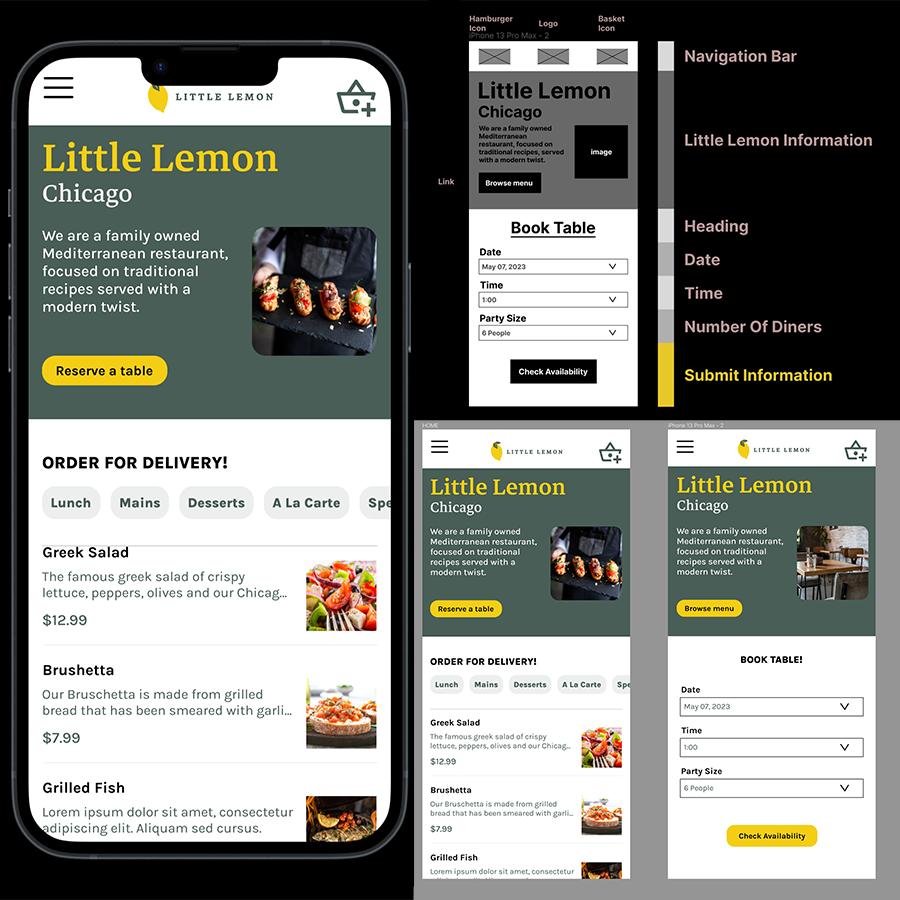 LITTLE LEMON
Little Lemon
Chicago
We are a family owned
Mediterranean restaurant,
focused on traditional
recipes served with a
modern twist.
Reserve a table
ORDER FOR DELIVERY!
Lunch
Mains
Desserts
A La Carte
Spe
Greek Salad
The famous greek salad of crispy
lettuce, peppers, olives and our Chicag...
$12.99
Brushetta
Our Bruschetta is made from grilled
bread that has been smeared with garli...
$7.99
Grilled Fish
Lorem ipsum dolor sit amet, consectetur
adipiscing elit. Aliquam sed cursus.
Hamburger
Icon
Logo
Basket
Icon
iPhone 13 Pro Max - 2
Little Lemon
Chicago
We are a family owned
Mediterranean
restaurant, focused on
traditional recipes, served
with a modern twist.
image
Link
Browse menu
Book Table
Date
May 07, 2023
Time
1:00
Party Size
6 People
Check Availability
Navigation Bar
Little Lemon Information
Heading
Date
Time
Number Of Diners
Submit Information
HOME
LITTLE LEMON
Little Lemon
Chicago
We are a family owned
Mediterranean restaurant,
focused on traditional
recipes served with a
modern twist.
Reserve a table
ORDER FOR DELIVERY!
Lunch
Mains
Desserts
A La Carte
Spe
Greek Salad
The famous greek salad of crispy
lettuce, peppers, olives and our Chicag...
$12.99
Brushetta
Our Bruschetta is made from grilled
bread that has been smeared with garli...
$7.99
Grilled Fish
Lorem ipsum dolor sit amet, consectetur
iPhone 13 Pro Max - 2
LITTLE LEMON
Little Lemon
Chicago
We are a family owned
Mediterranean restaurant,
focused on traditional
recipes served with a
modern twist.
Browse menu
BOOK TABLE!
Date
May 07, 2023
Time
1:00
Party Size
6 People
Check Availability